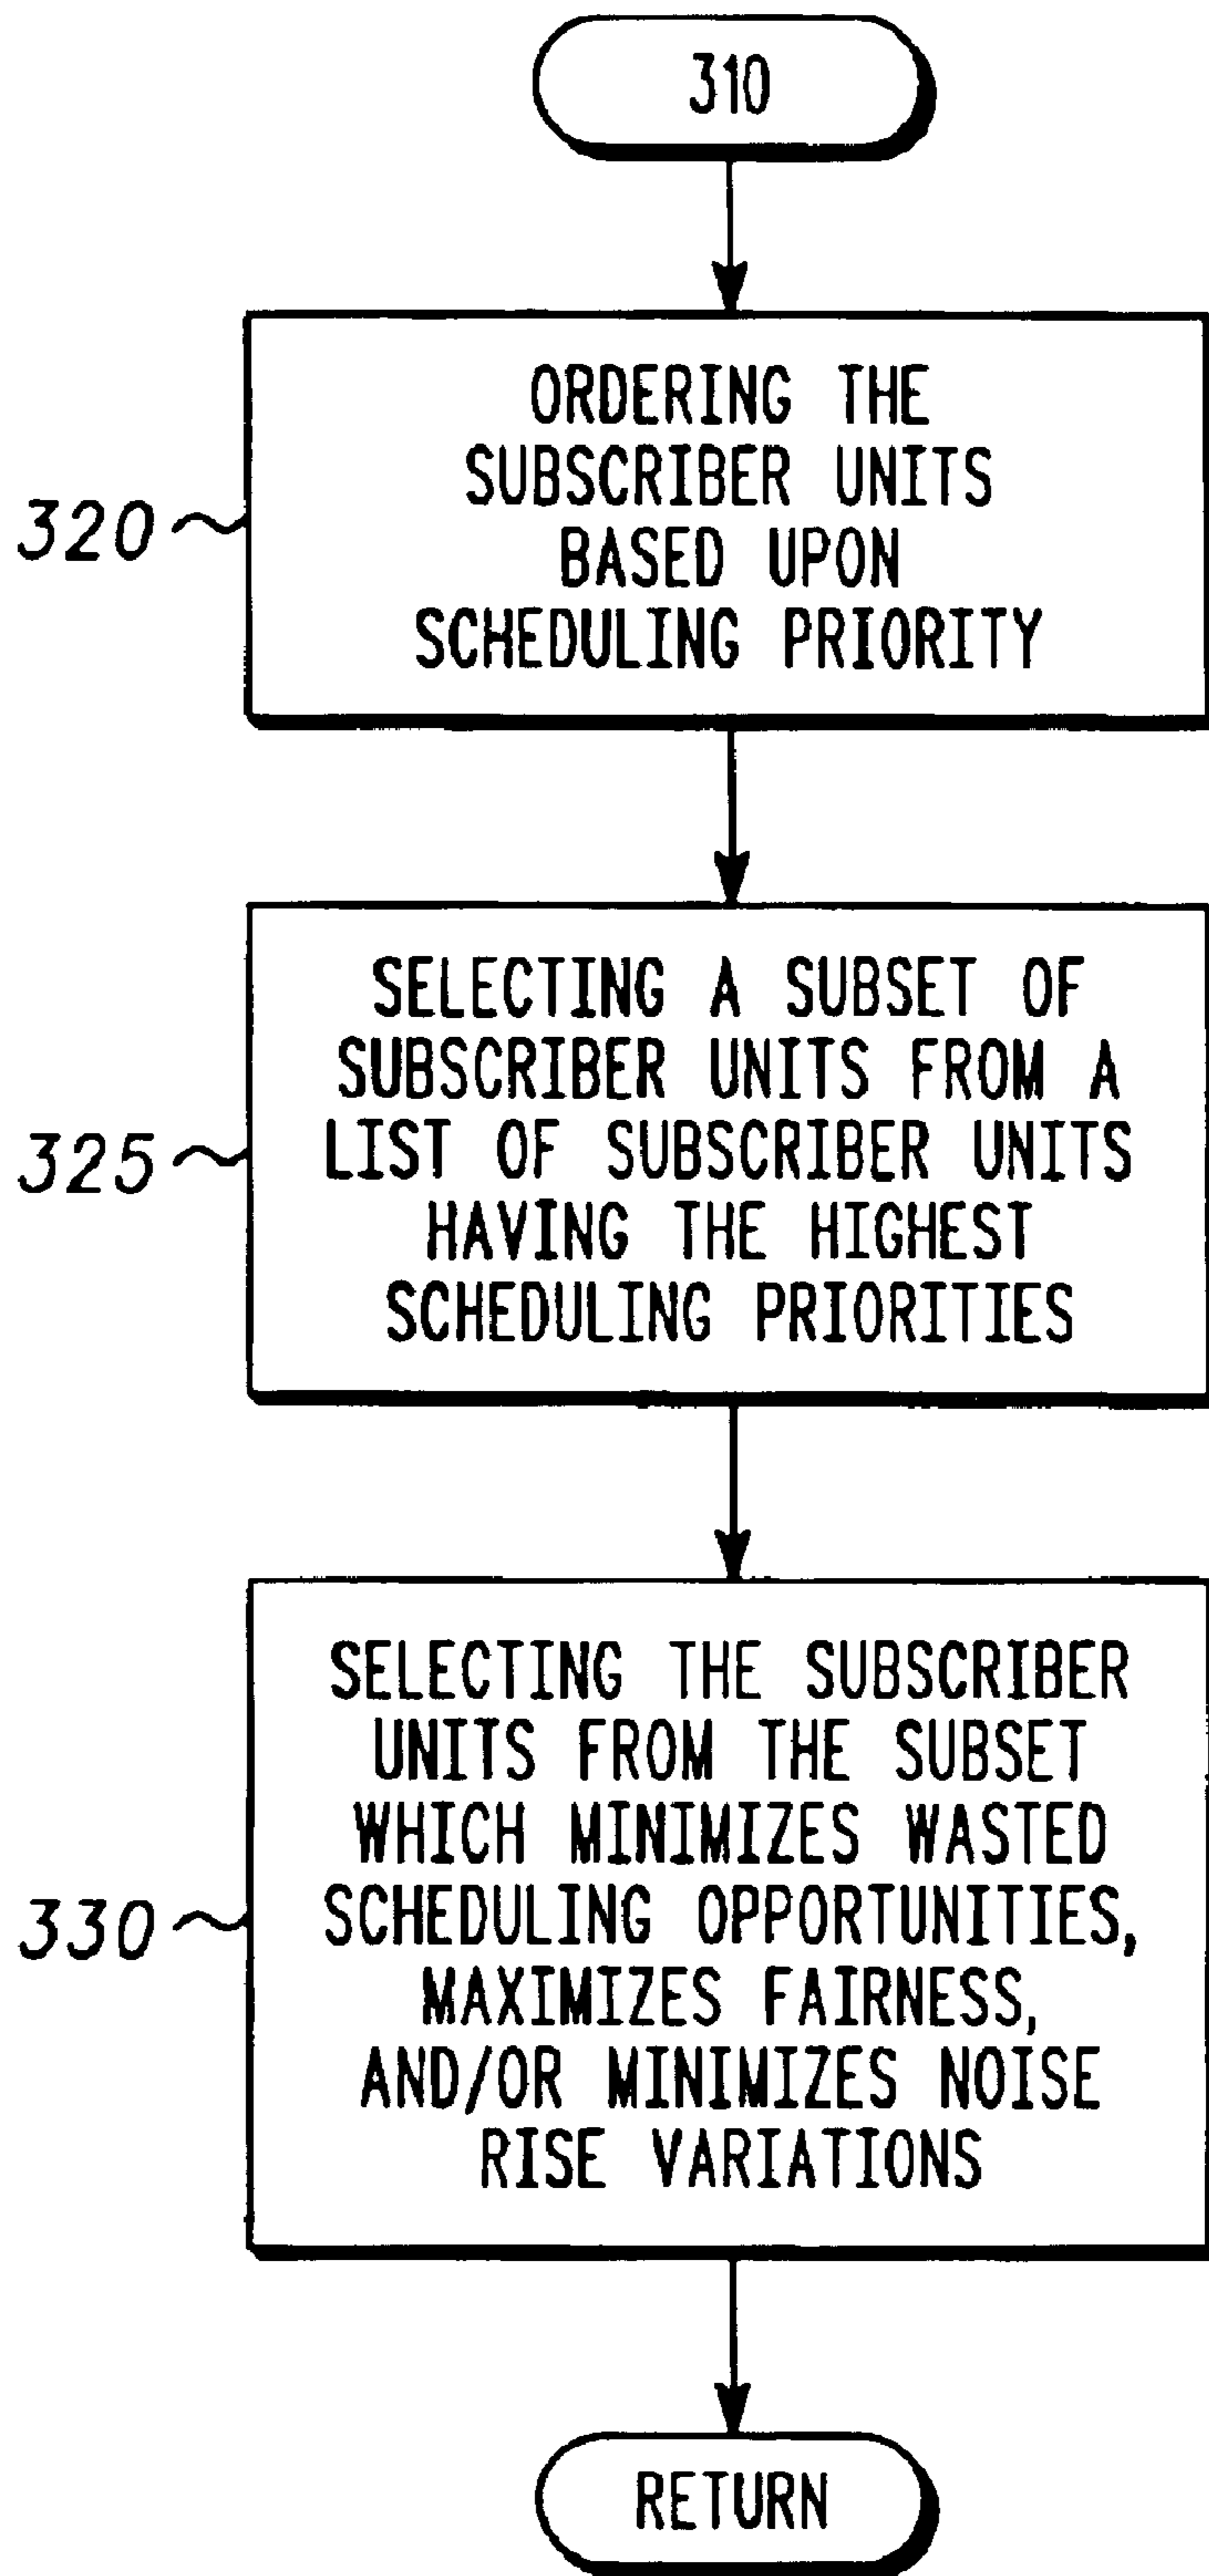 310
320
ORDERING THE
SUBSCRIBER UNITS
BASED UPON
SCHEDULING PRIORITY
325
SELECTING A SUBSET OF
SUBSCRIBER UNITS FROM A
LIST OF SUBSCRIBER UNITS
HAVING THE HIGHEST
SCHEDULING PRIORITIES
330
SELECTING THE SUBSCRIBER
UNITS FROM THE SUBSET
WHICH MINIMIZES WASTED
SCHEDULING OPPORTUNITIES,
MAXIMIZES FAIRNESS,
AND/OR MINIMIZES NOISE
RISE VARIATIONS
RETURN